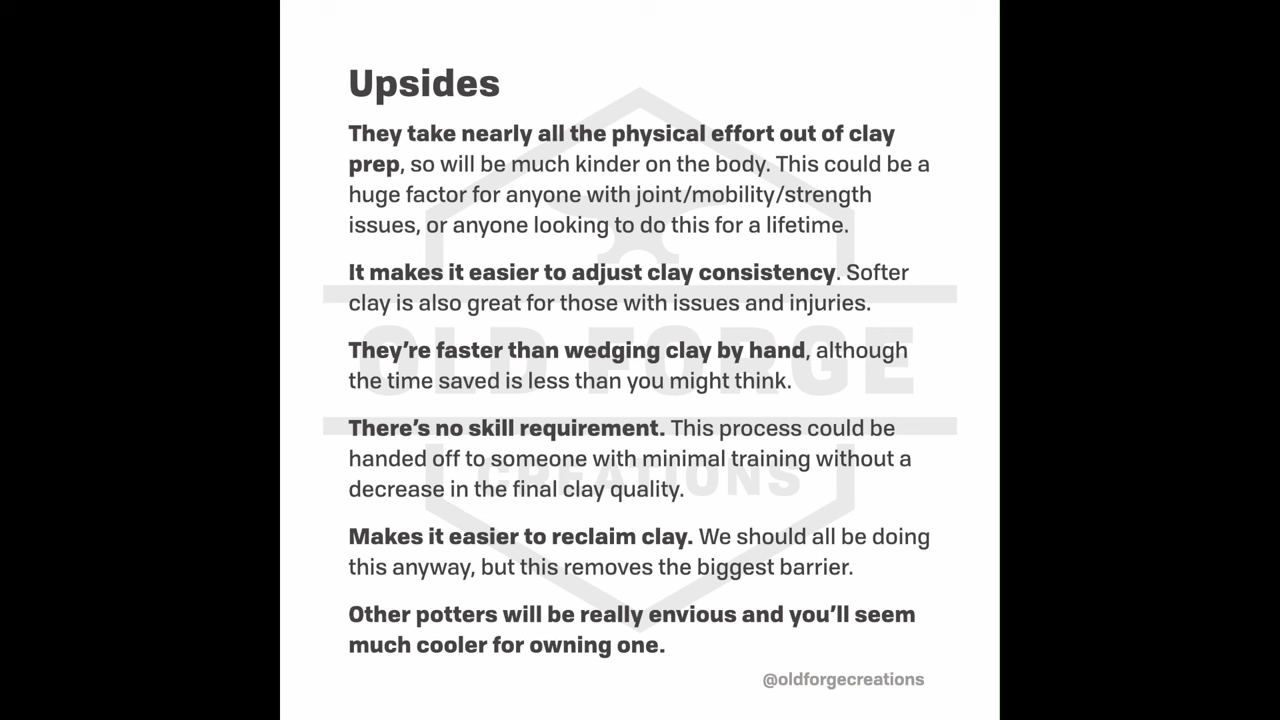 Upsides
They take nearly all the physical effort out of clay
prep, so will be much kinder on the body. This could be a
huge factor for anyone with joint/mobility/strength
issues, or anyone looking to do this for a lifetime.
It makes it easier to adjust clay consistency. Softer
clay is also great for those with issues and injuries.
They're faster than wedging clay by hand, although
the time saved is less than you might think.
There's no skill requirement. This process could be
handed off to someone with minimal training without a
decrease in the final clay quality.
Makes it easier to reclaim clay. We should all be doing
this anyway, but this removes the biggest barrier.
Other potters will be really envious and you'll seem
much cooler for owning one.
@oldforgecreations
OLD FORGE
CREATIONS